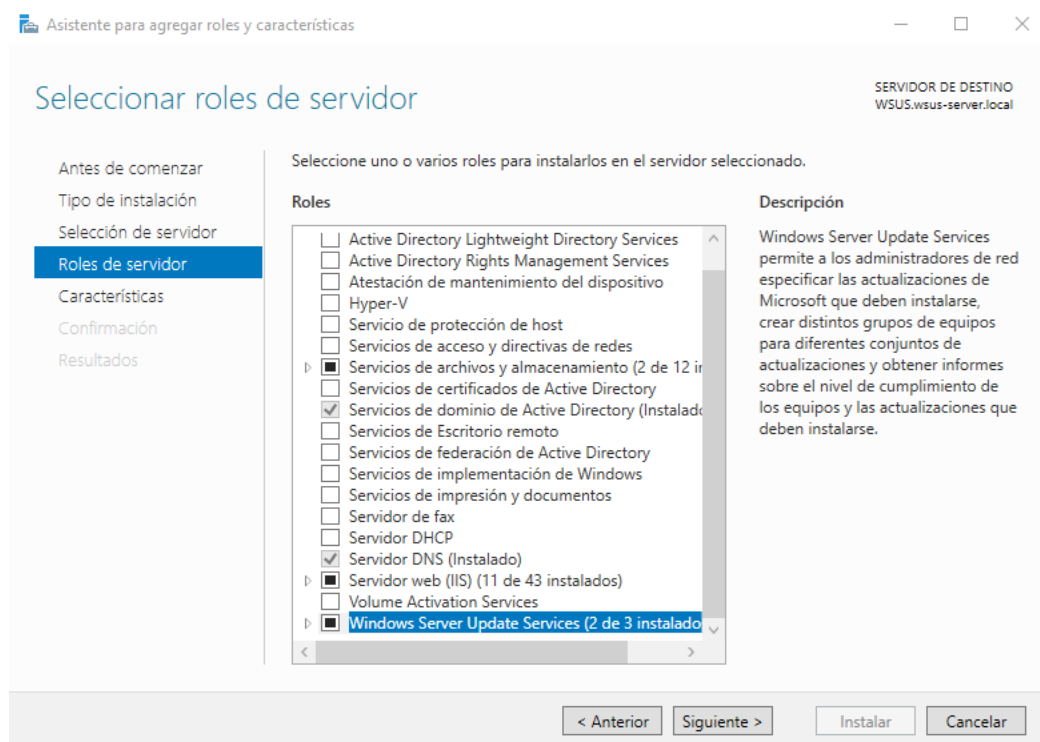 Asistente para agregar roles y características
Seleccionar roles de servidor
SERVIDOR DE DESTINO
WSUS.wsus-server.local
Antes de comenzar
Tipo de instalación
Selección de servidor
Roles de servidor
Características
Confirmación
Resultados
Seleccione uno o varios roles para instalarlos en el servidor seleccionado.
Roles
Active Directory Lightweight Directory Services
Active Directory Rights Management Services
Atestación de mantenimiento del dispositivo
Hyper-V
Servicio de protección de host
Servicios de acceso y directivas de redes
Servicios de archivos y almacenamiento (2 de 12 in
Servicios de certificados de Active Directory
Servicios de dominio de Active Directory (Instalado
Servicios de Escritorio remoto
Servicios de federación de Active Directory
Servicios de implementación de Windows
Servicios de impresión y documentos
Servidor de fax
Servidor DHCP
Servidor DNS (Instalado)
Servidor web (IIS) (11 de 43 instalados)
Volume Activation Services
Windows Server Update Services (2 de 3 instalado
Descripción
Windows Server Update Services
permite a los administradores de red
especificar las actualizaciones de
Microsoft que deben instalarse,
crear distintos grupos de equipos
para diferentes conjuntos de
actualizaciones y obtener informes
sobre el nivel de cumplimiento de
los equipos y las actualizaciones que
deben instalarse.
< Anterior
Siguiente >
Instalar
Cancelar